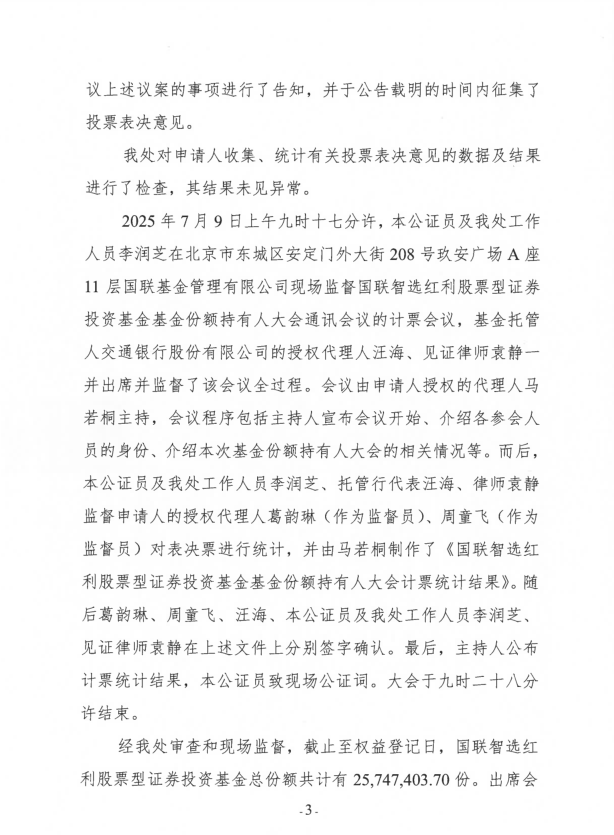 议上述议案的事项进行了告知，并于公告载明的时间内征集了
投票表决意见。
我处对申请人收集、统计有关投票表决意见的数据及结果
进行了检查，其结果未见异常。
2025 年 7 月 9 日上午九时十七分许，本公证员及我处工作
人员李润芝在北京市东城区安定门外大街 208 号玖安广场 A 座
11 层国联基金管理有限公司现场监督国联智选红利股票型证券
投资基金基金份额持有人大会通讯会议的计票会议，基金托管
人交通银行股份有限公司的授权代理人汪海、见证律师袁静一
并出席并监督了该会议全过程。会议由申请人授权的代理人马
若桐主持，会议程序包括主持人宣布会议开始、介绍各参会人
员的身份、介绍本次基金份额持有人大会的相关情况等。而后，
本公证员及我处工作人员李润芝、托管行代表汪海、律师袁静
监督申请人的授权代理人葛韵琳（作为监督员）、周童飞（作为
监督员）对表决票进行统计，并由马若桐制作了《国联智选红
利股票型证券投资基金基金份额持有人大会计票统计结果》。随
后葛韵琳、周童飞、汪海、本公证员及我处工作人员李润芝、
见证律师袁静在上述文件上分别签字确认。最后，主持人公布
计票统计结果，本公证员致现场公证词。大会于九时二十八分
许结束。
经我处审查和现场监督，截止至权益登记日，国联智选红
利股票型证券投资基金总份额共计有 25,747,403.70 份。出席会
- 3 -